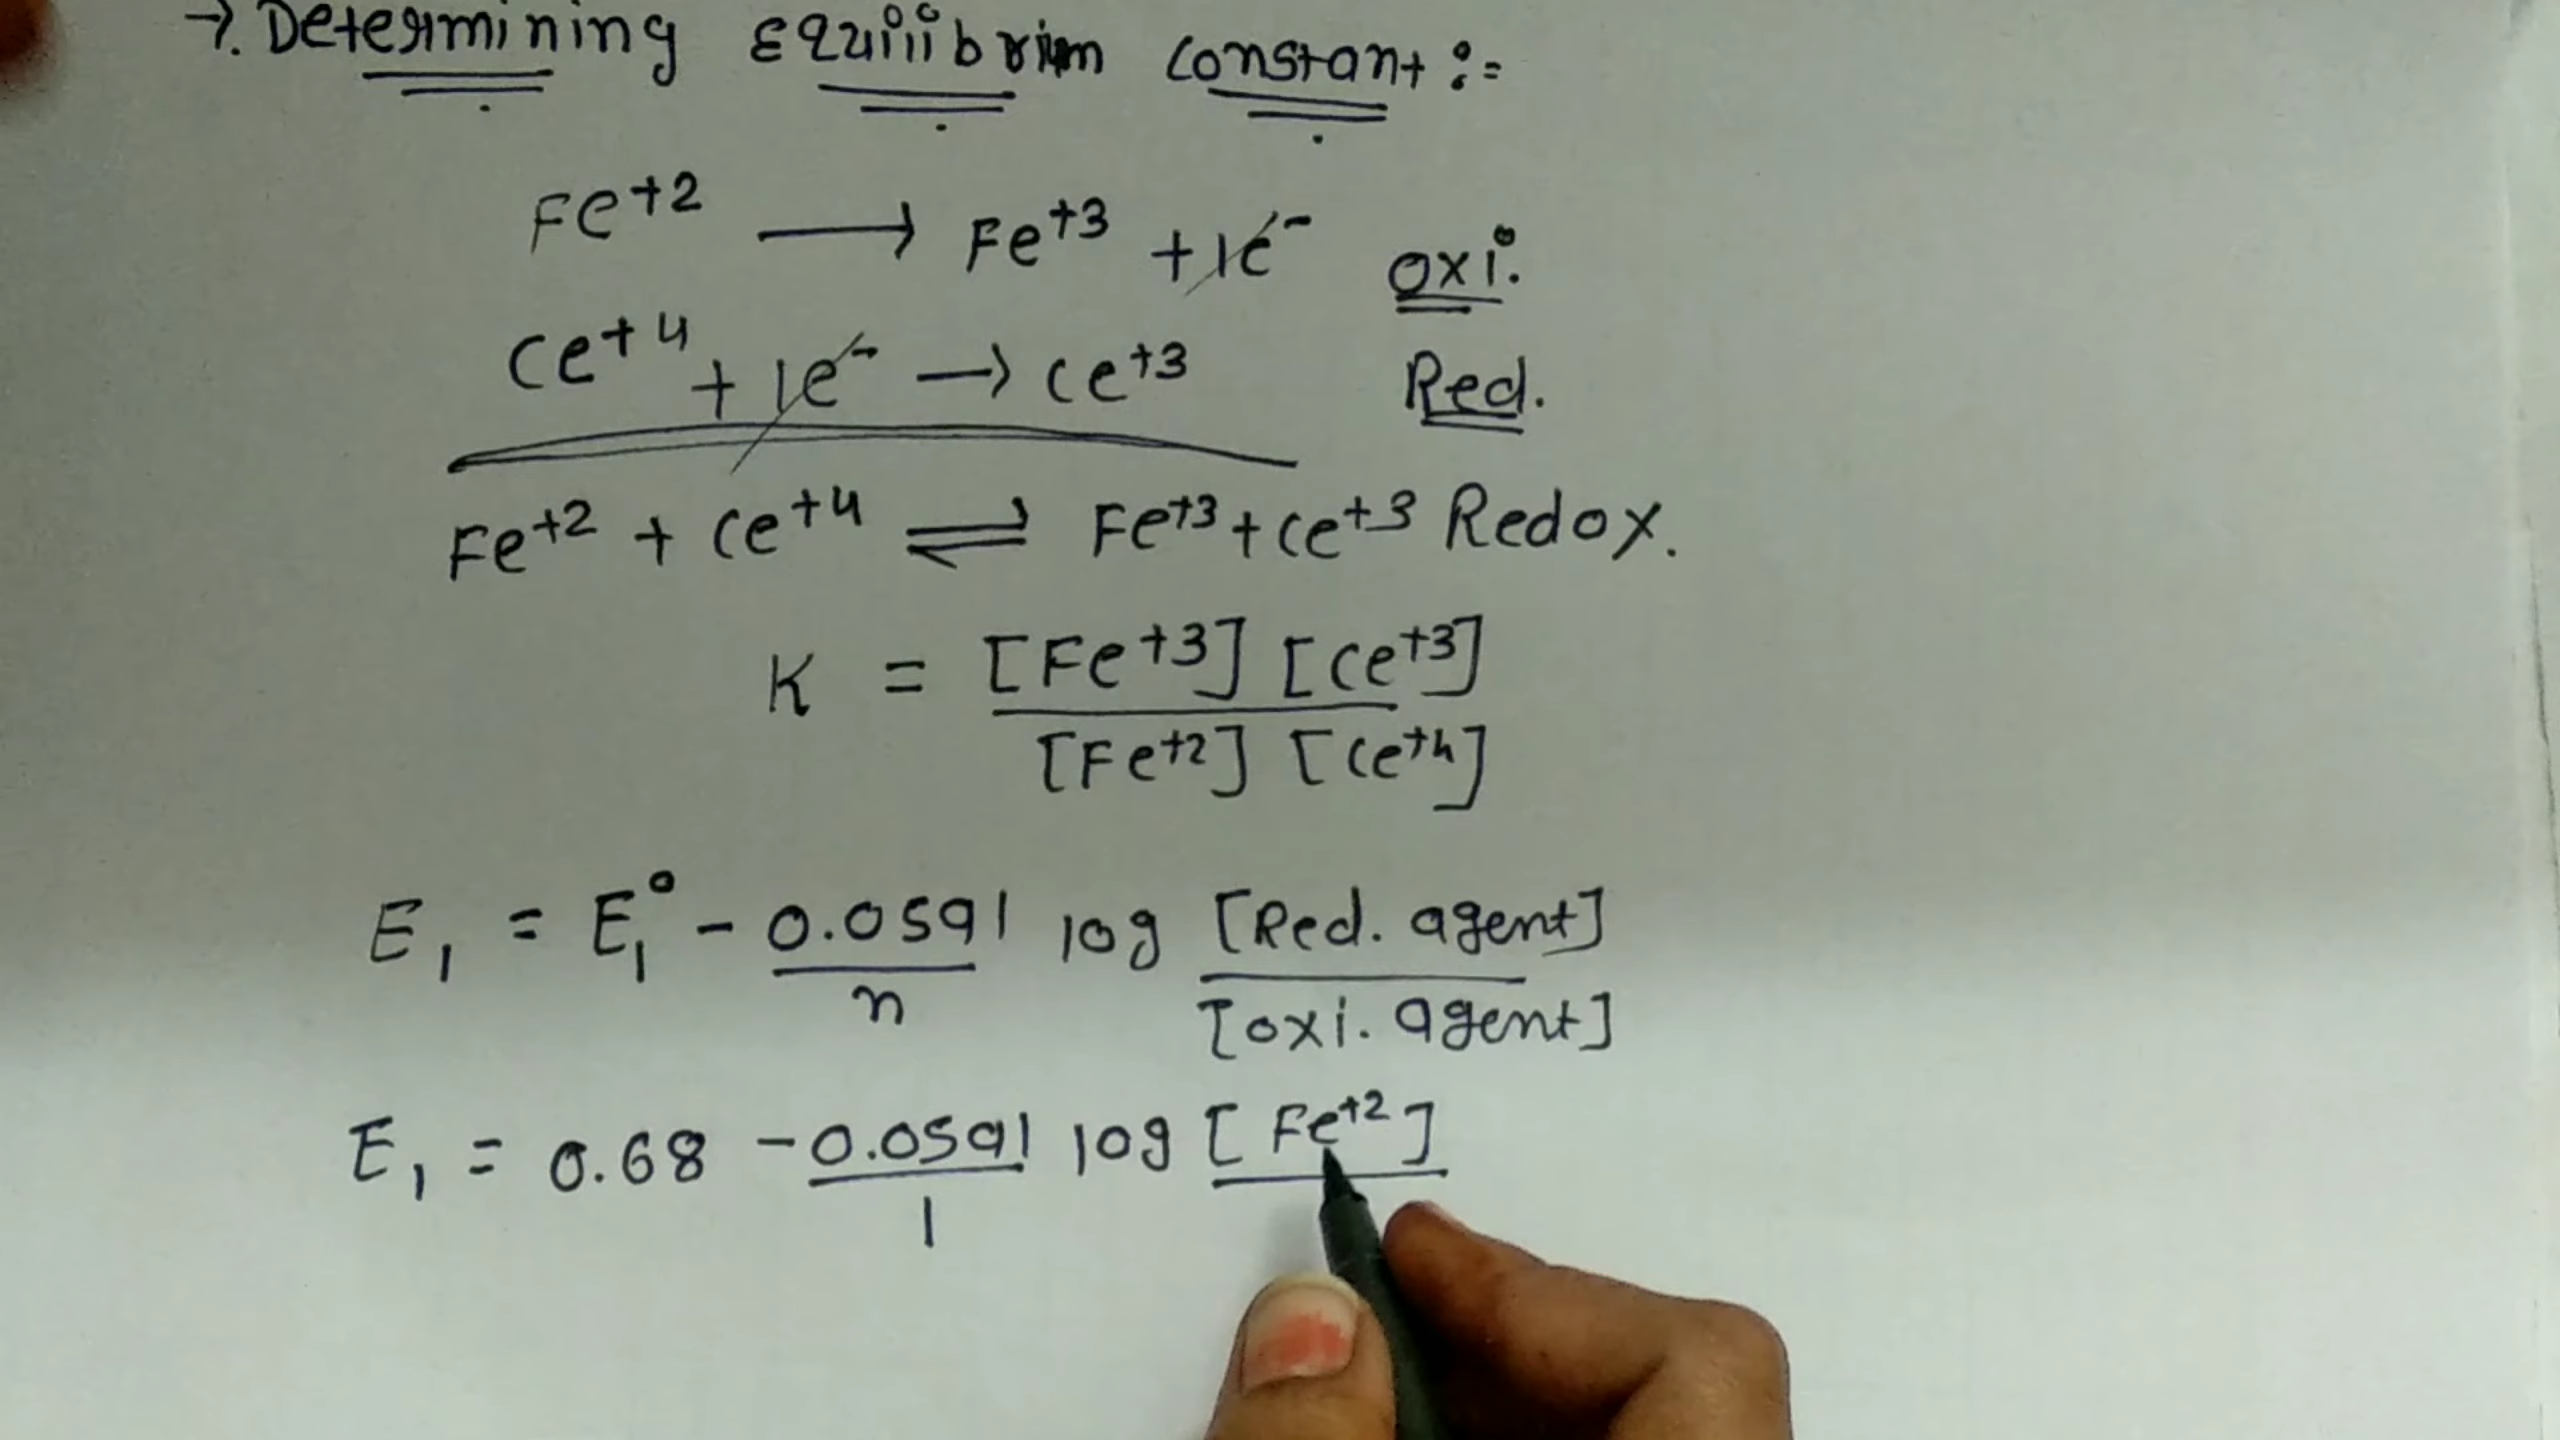 →. Determining Equilibrim constant :=
Fe+2 ⟶ Fe+3 + 1e- oxi.
Ce+4 + 1e- → Ce+3 Red.
Fe+2 + Ce+4 ⇌ Fe+3 + Ce+3 Redox.
K = [Fe+3] [Ce+3]
[Fe+2] [Ce+4]
E1 = E1° - 0.0591 log [Red. agent]
n [oxi. agent]
E1 = 0.68 - 0.0591 log [Fe+2]
1